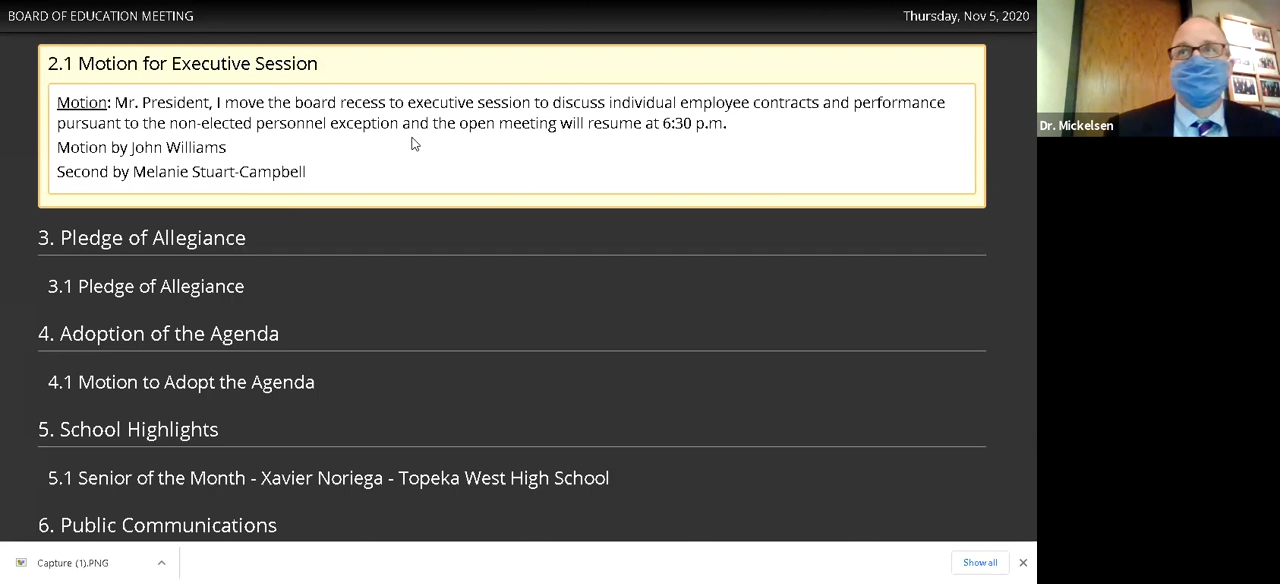 BOARD OF EDUCATION MEETING
Thursday, Nov 5, 2020
2.1 Motion for Executive Session
Motion: Mr. President, I move the board recess to executive session to discuss individual employee contracts and performance
pursuant to the non-elected personnel exception and the open meeting will resume at 6:30 p.m.
Motion by John Williams
Second by Melanie Stuart-Campbell
3. Pledge of Allegiance
3.1 Pledge of Allegiance
4. Adoption of the Agenda
4.1 Motion to Adopt the Agenda
5. School Highlights
5.1 Senior of the Month - Xavier Noriega - Topeka West High School
6. Public Communications
Capture (1).PNG
Show all
Dr. Mickelsen